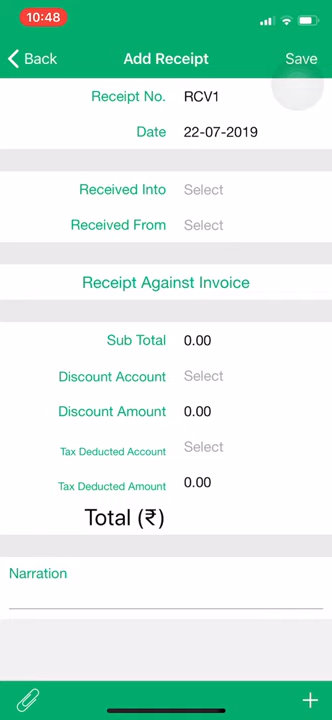 10:48
Back Add Receipt Save
Receipt No. RCV1
Date 22-07-2019
Received Into Select
Received From Select
Receipt Against Invoice
Sub Total 0.00
Discount Account Select
Discount Amount 0.00
Tax Deducted Account Select
Tax Deducted Amount 0.00
Total (₹)
Narration